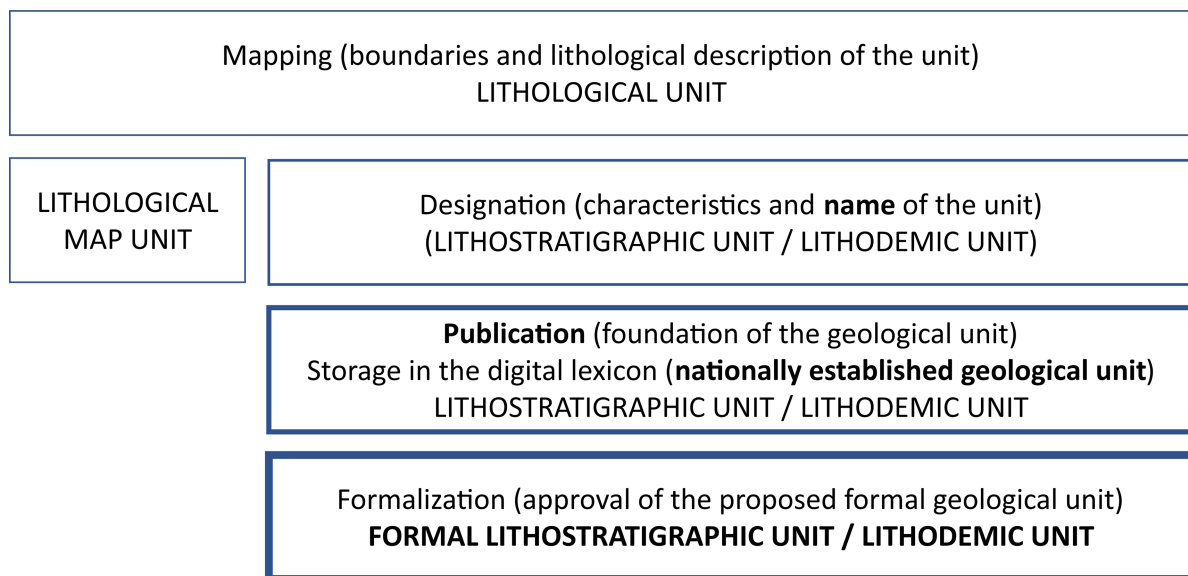 Mapping (boundaries and lithological description of the unit)
LITHOLOGICAL UNIT
LITHOLOGICAL
MAP UNIT
Designation (characteristics and name of the unit)
(LITHOSTRATIGRAPHIC UNIT / LITHODEMIC UNIT)
Publication (foundation of the geological unit)
Storage in the digital lexicon (nationally established geological unit)
LITHOSTRATIGRAPHIC UNIT / LITHODEMIC UNIT
Formalization (approval of the proposed formal geological unit)
FORMAL LITHOSTRATIGRAPHIC UNIT / LITHODEMIC UNIT